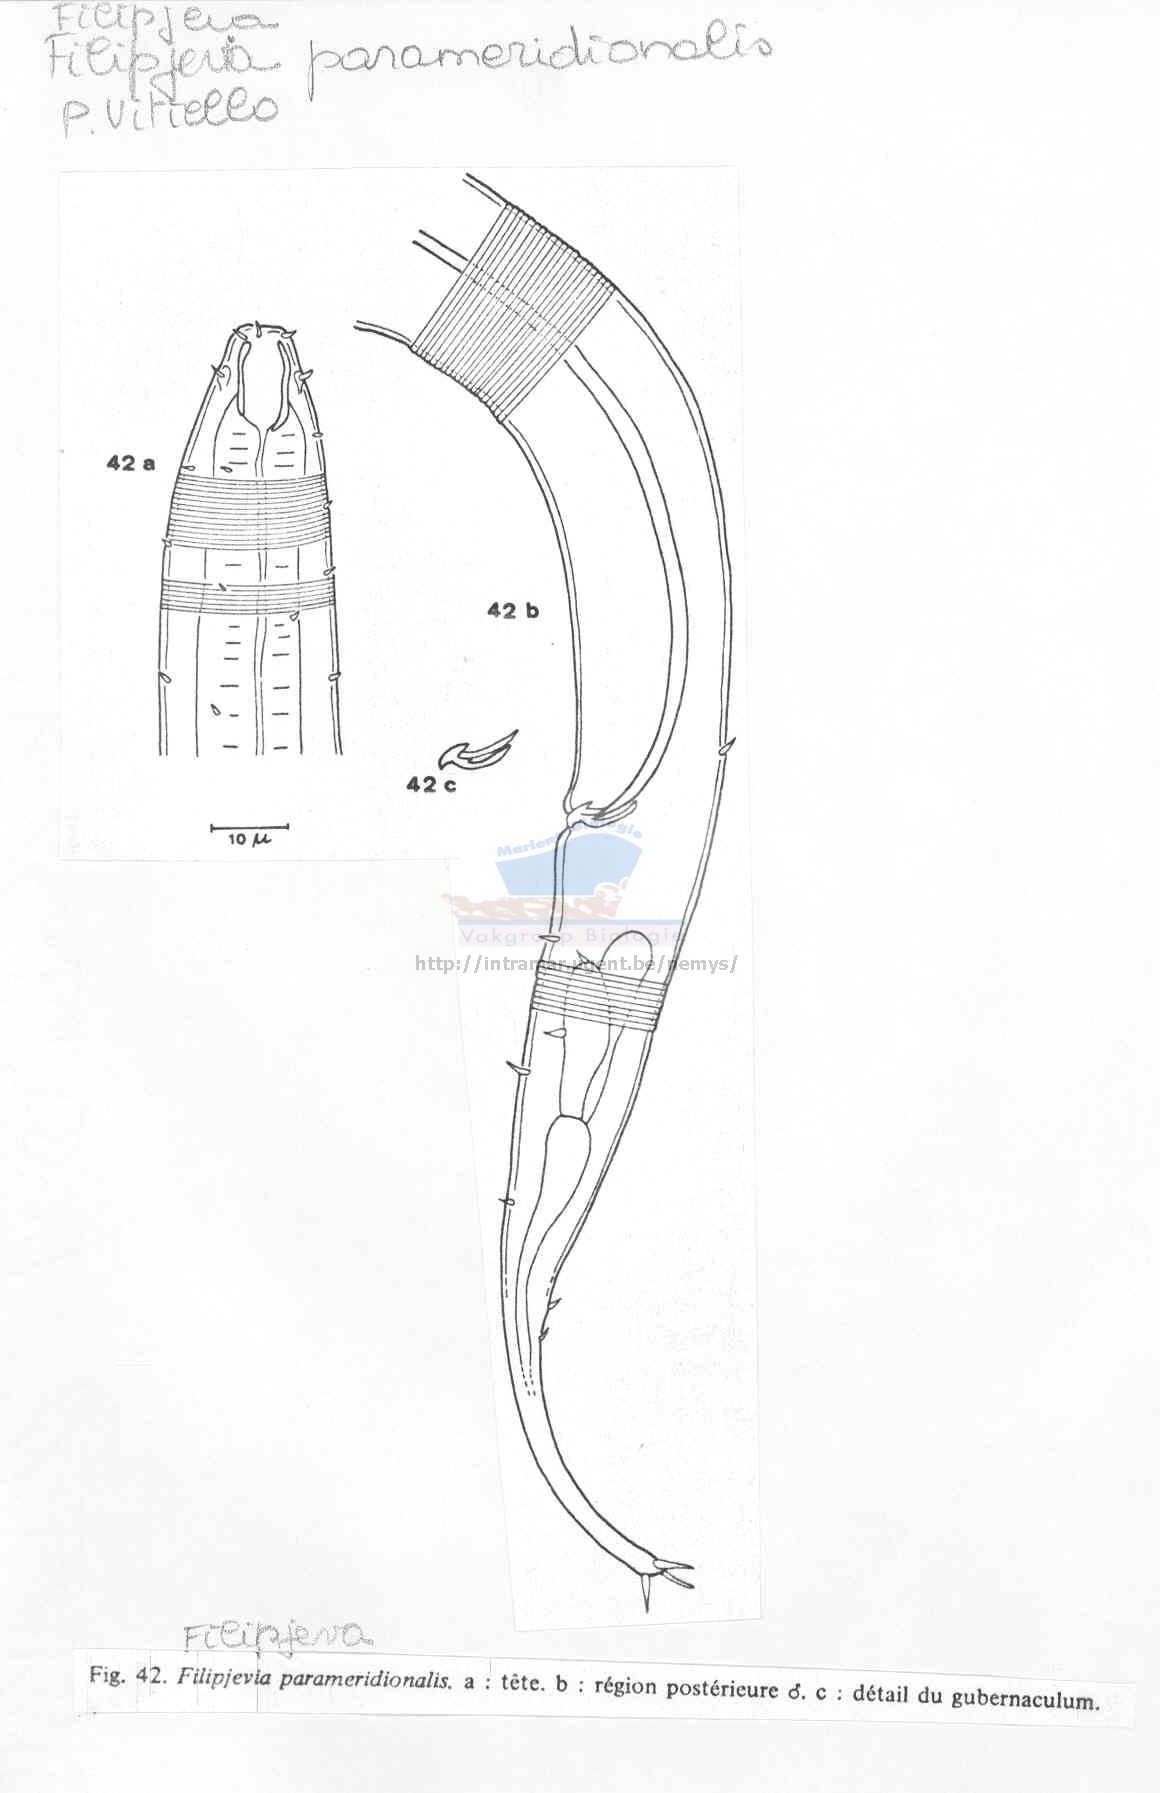 Filipjeva
Filipjevia parameridionalis
P. Vitiello
42 a
42 b
42 c
10 μ
Mariene Biologie
Vakgroep Biologie
http://intramar.ugent.be/nemys/
Filipjeva
Fig. 42. Filipjevia parameridionalis. a : tête. b : région postérieure ♂. c : détail du gubernaculum.